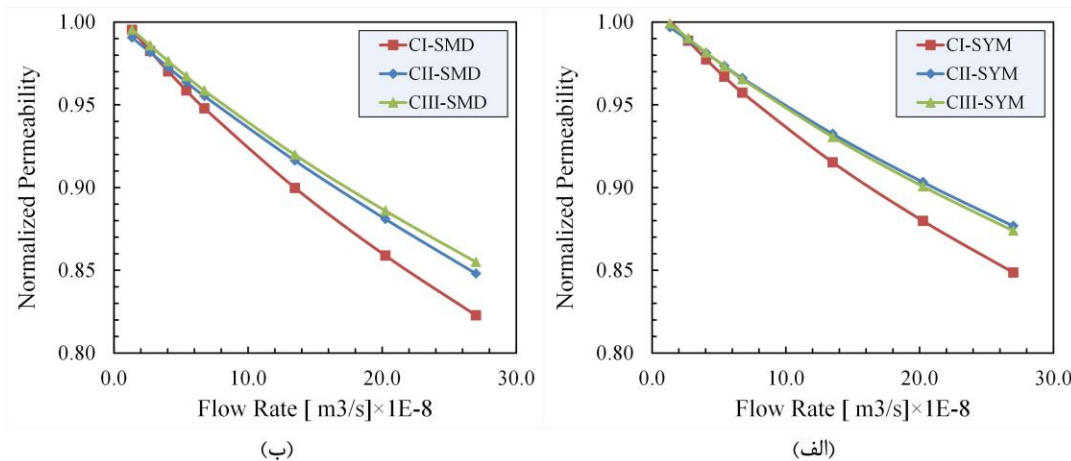 1.00
0.95
0.90
0.85
0.80
Normalized Permeability
CI-SMD
CII-SMD
CIII-SMD
0.0 10.0 20.0 30.0
Flow Rate [ m3/s]×1E-8
(ب)
1.00
0.95
0.90
0.85
0.80
Normalized Permeability
CI-SYM
CII-SYM
CIII-SYM
0.0 10.0 20.0 30.0
Flow Rate [ m3/s]×1E-8
(الف)